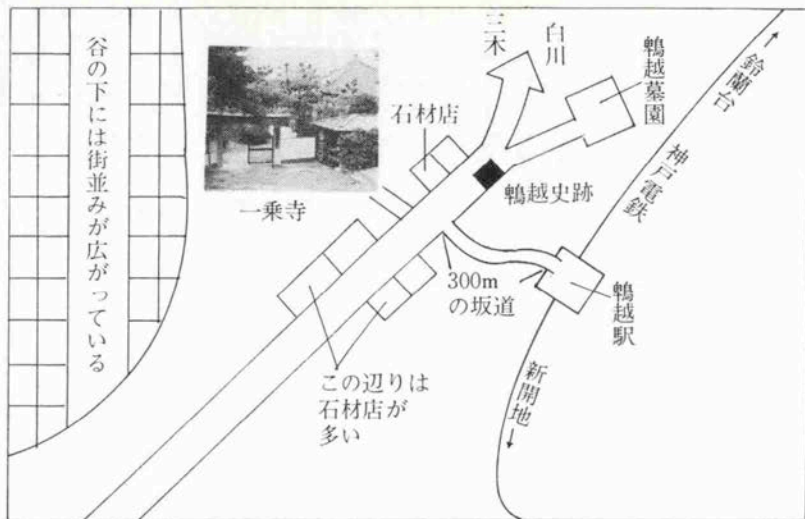 谷の下には街並みが広がっている
一乗寺
石材店
三木
白川
鵯越墓園
鈴蘭台
神戸電鉄
鵯越史跡
300m
の坂道
鵯越駅
新開地
この辺りは
石材店が
多い